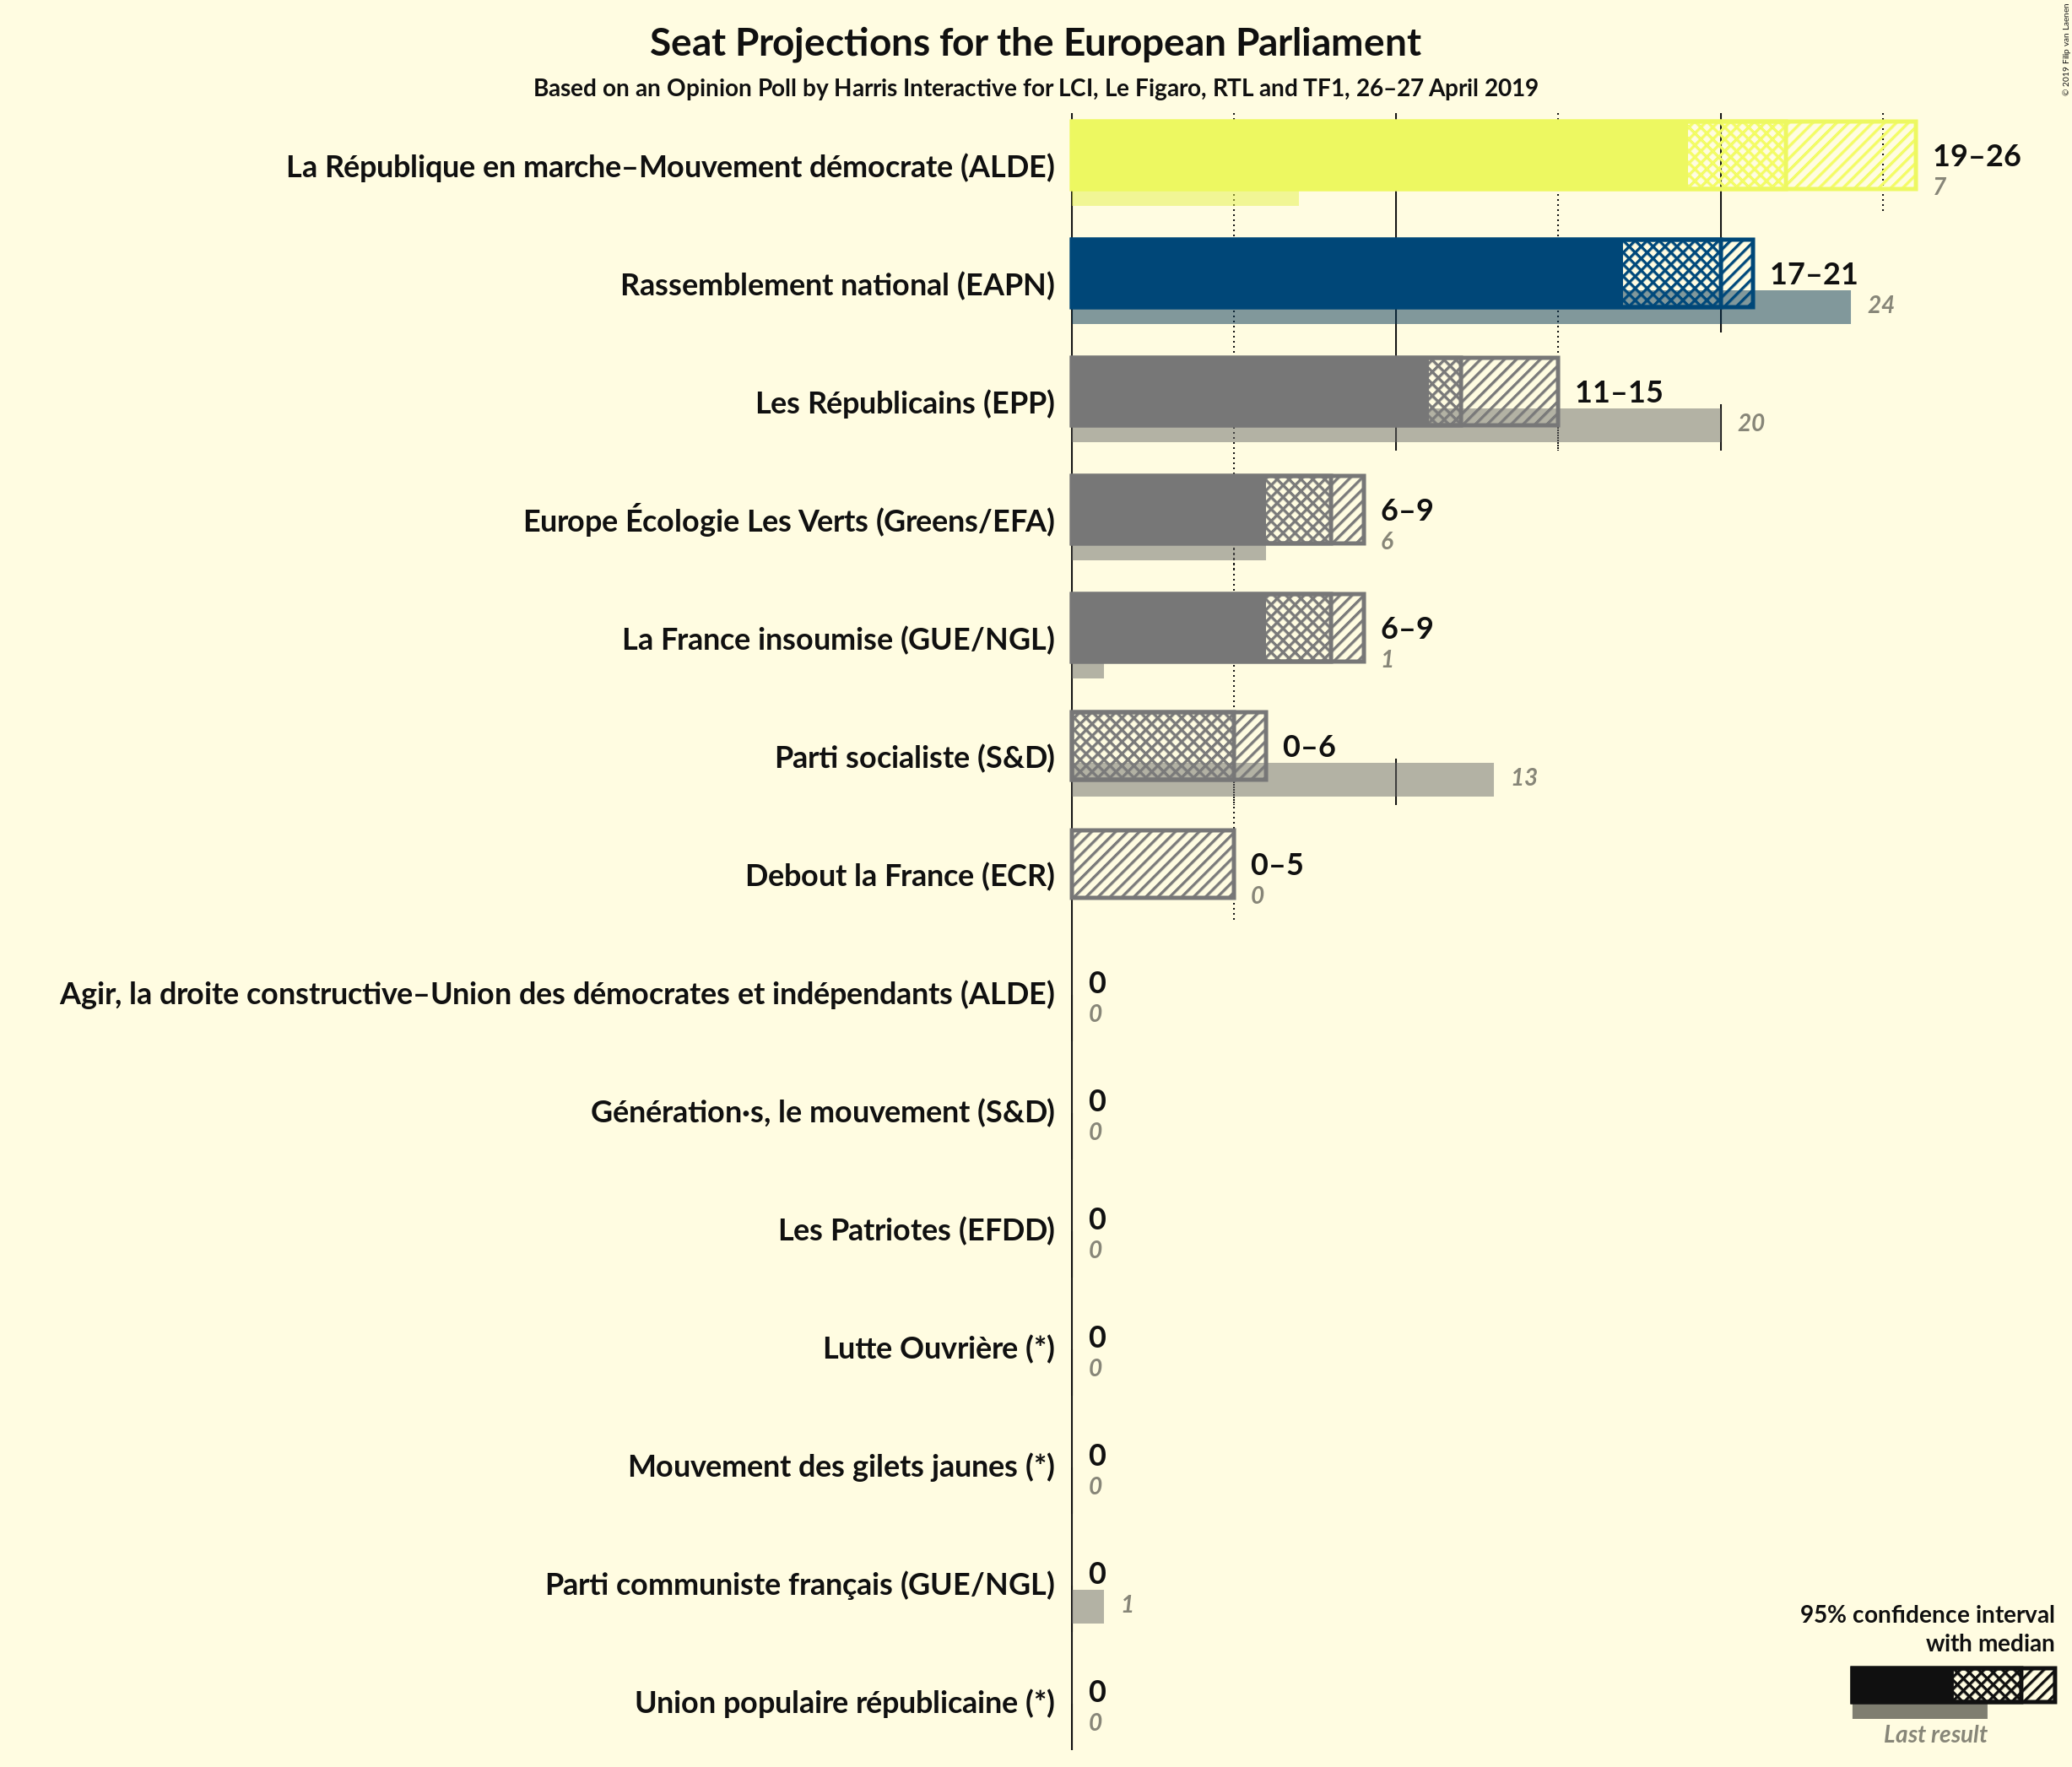 Seat Projections for the European Parliament
Based on an Opinion Poll by Harris Interactive for LCI, Le Figaro, RTL and TF1, 26–27 April 2019
© 2019 Filip van Laenen
La République en marche–Mouvement démocrate (ALDE)
19–26
7
Rassemblement national (EAPN)
17–21
24
Les Républicains (EPP)
11–15
20
Europe Écologie Les Verts (Greens/EFA)
6–9
6
La France insoumise (GUE/NGL)
6–9
1
Parti socialiste (S&D)
0–6
13
Debout la France (ECR)
0–5
0
Agir, la droite constructive–Union des démocrates et indépendants (ALDE)
0
0
Génération·s, le mouvement (S&D)
0
0
Les Patriotes (EFDD)
0
0
Lutte Ouvrière (*)
0
0
Mouvement des gilets jaunes (*)
0
0
Parti communiste français (GUE/NGL)
0
1
Union populaire républicaine (*)
0
0
95% confidence interval
with median
Last result